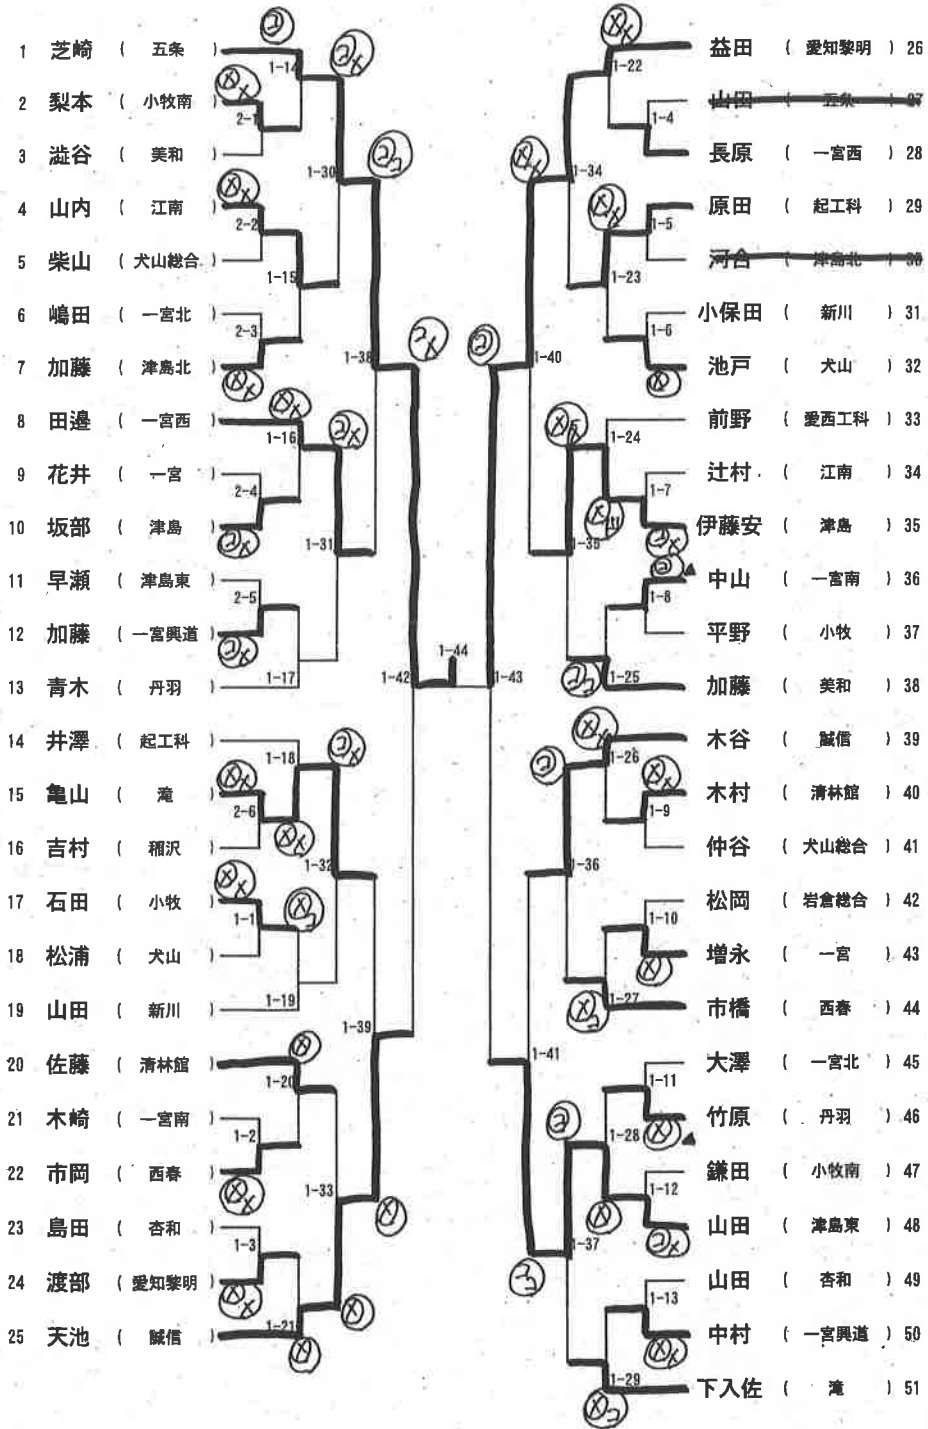 1 芝崎 ( 五条 )
2 梨本 ( 小牧南 )
3 澁谷 ( 美和 )
4 山内 ( 江南 )
5 柴山 ( 犬山総合 )
6 嶋田 ( 一宮北 )
7 加藤 ( 津島北 )
8 田邉 ( 一宮西 )
9 花井 ( 一宮 )
10 坂部 ( 津島 )
11 早瀬 ( 津島東 )
12 加藤 ( 一宮興道 )
13 青木 ( 丹羽 )
14 井澤 ( 起工科 )
15 亀山 ( 滝 )
16 吉村 ( 稲沢 )
17 石田 ( 小牧 )
18 松浦 ( 犬山 )
19 山田 ( 新川 )
20 佐藤 ( 清林館 )
21 木崎 ( 一宮南 )
22 市岡 ( 西春 )
23 島田 ( 杏和 )
24 渡部 ( 愛知黎明 )
25 天池 ( 誠信 )
1-14
2-1
1-30
2-2
1-15
2-3
1-38
1-16
2-4
1-31
2-5
1-17
1-42
1-44
1-18
2-6
1-32
1-1
1-19
1-39
1-20
1-2
1-33
1-3
1-21
1-22
1-4
1-34
1-5
1-23
1-6
1-40
1-24
1-7
1-35
1-8
1-25
1-43
1-26
1-9
1-36
1-10
1-27
1-41
1-11
1-28
1-12
1-37
1-13
1-29
益田 ( 愛知黎明 ) 26
山田 ( 五条 ) 27
長原 ( 一宮西 ) 28
原田 ( 起工科 ) 29
河合 ( 津島北 ) 30
小保田 ( 新川 ) 31
池戸 ( 犬山 ) 32
前野 ( 愛西工科 ) 33
辻村 ( 江南 ) 34
伊藤安 ( 津島 ) 35
中山 ( 一宮南 ) 36
平野 ( 小牧 ) 37
加藤 ( 美和 ) 38
木谷 ( 誠信 ) 39
木村 ( 清林館 ) 40
仲谷 ( 犬山総合 ) 41
松岡 ( 岩倉総合 ) 42
増永 ( 一宮 ) 43
市橋 ( 西春 ) 44
大澤 ( 一宮北 ) 45
竹原 ( 丹羽 ) 46
鎌田 ( 小牧南 ) 47
山田 ( 津島東 ) 48
山田 ( 杏和 ) 49
中村 ( 一宮興道 ) 50
下入佐 ( 滝 ) 51